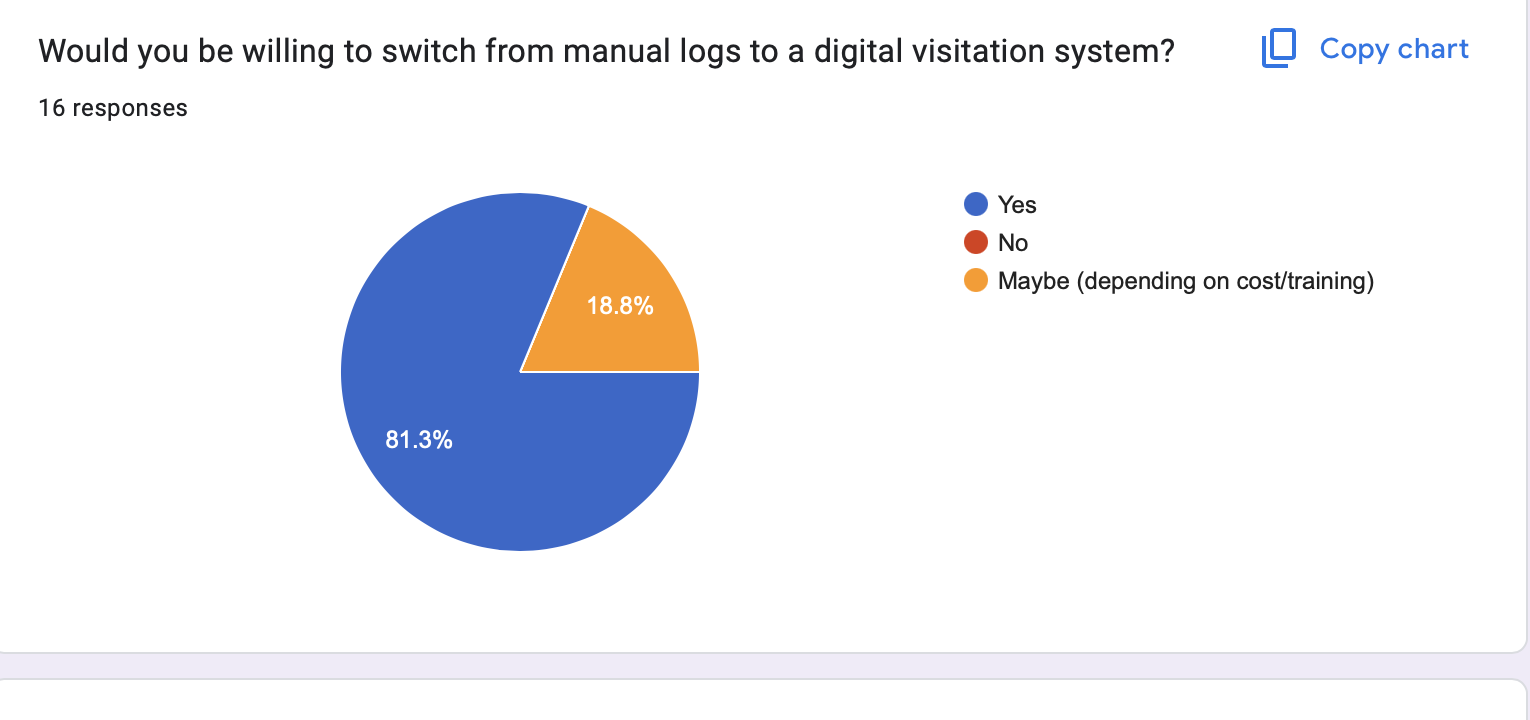 Would you be willing to switch from manual logs to a digital visitation system?
Copy chart
16 responses
Yes
No
Maybe (depending on cost/training)
18.8%
81.3%